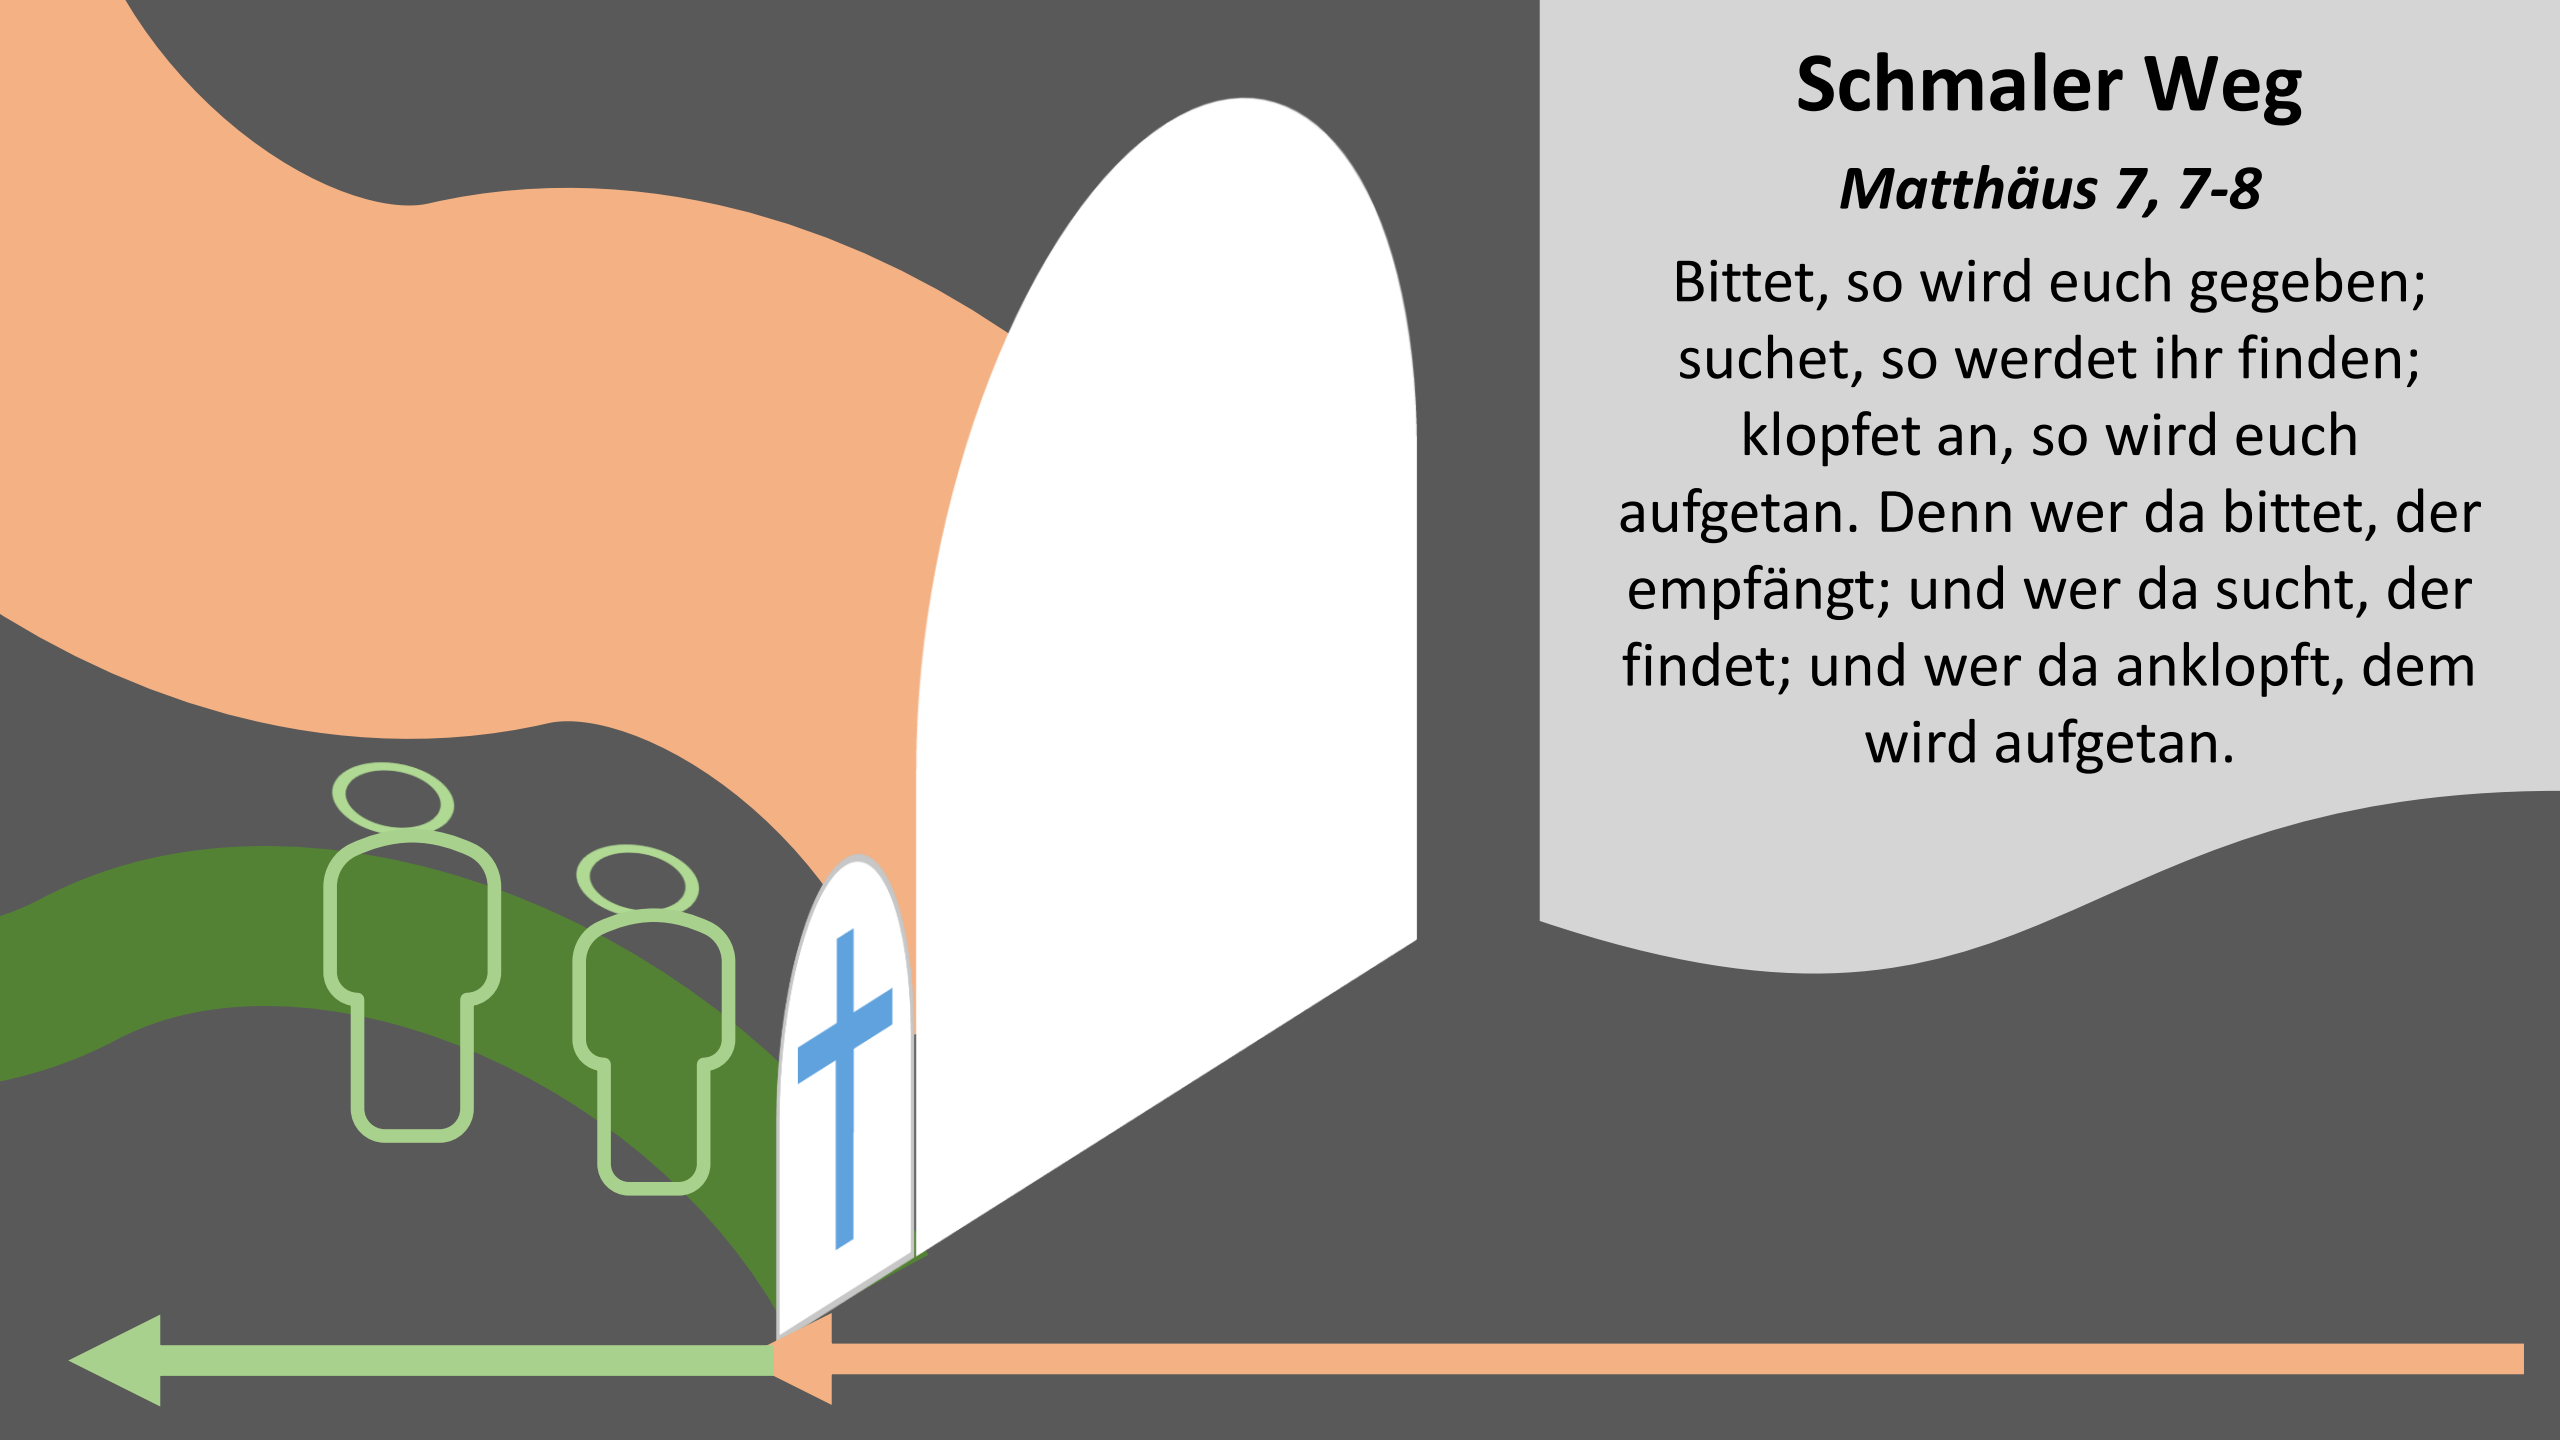 Schmaler Weg
Matthäus 7, 7-8
Bittet, so wird euch gegeben;
suchet, so werdet ihr finden;
klopfet an, so wird euch
aufgetan. Denn wer da bittet, der
empfängt; und wer da sucht, der
findet; und wer da anklopft, dem
wird aufgetan.